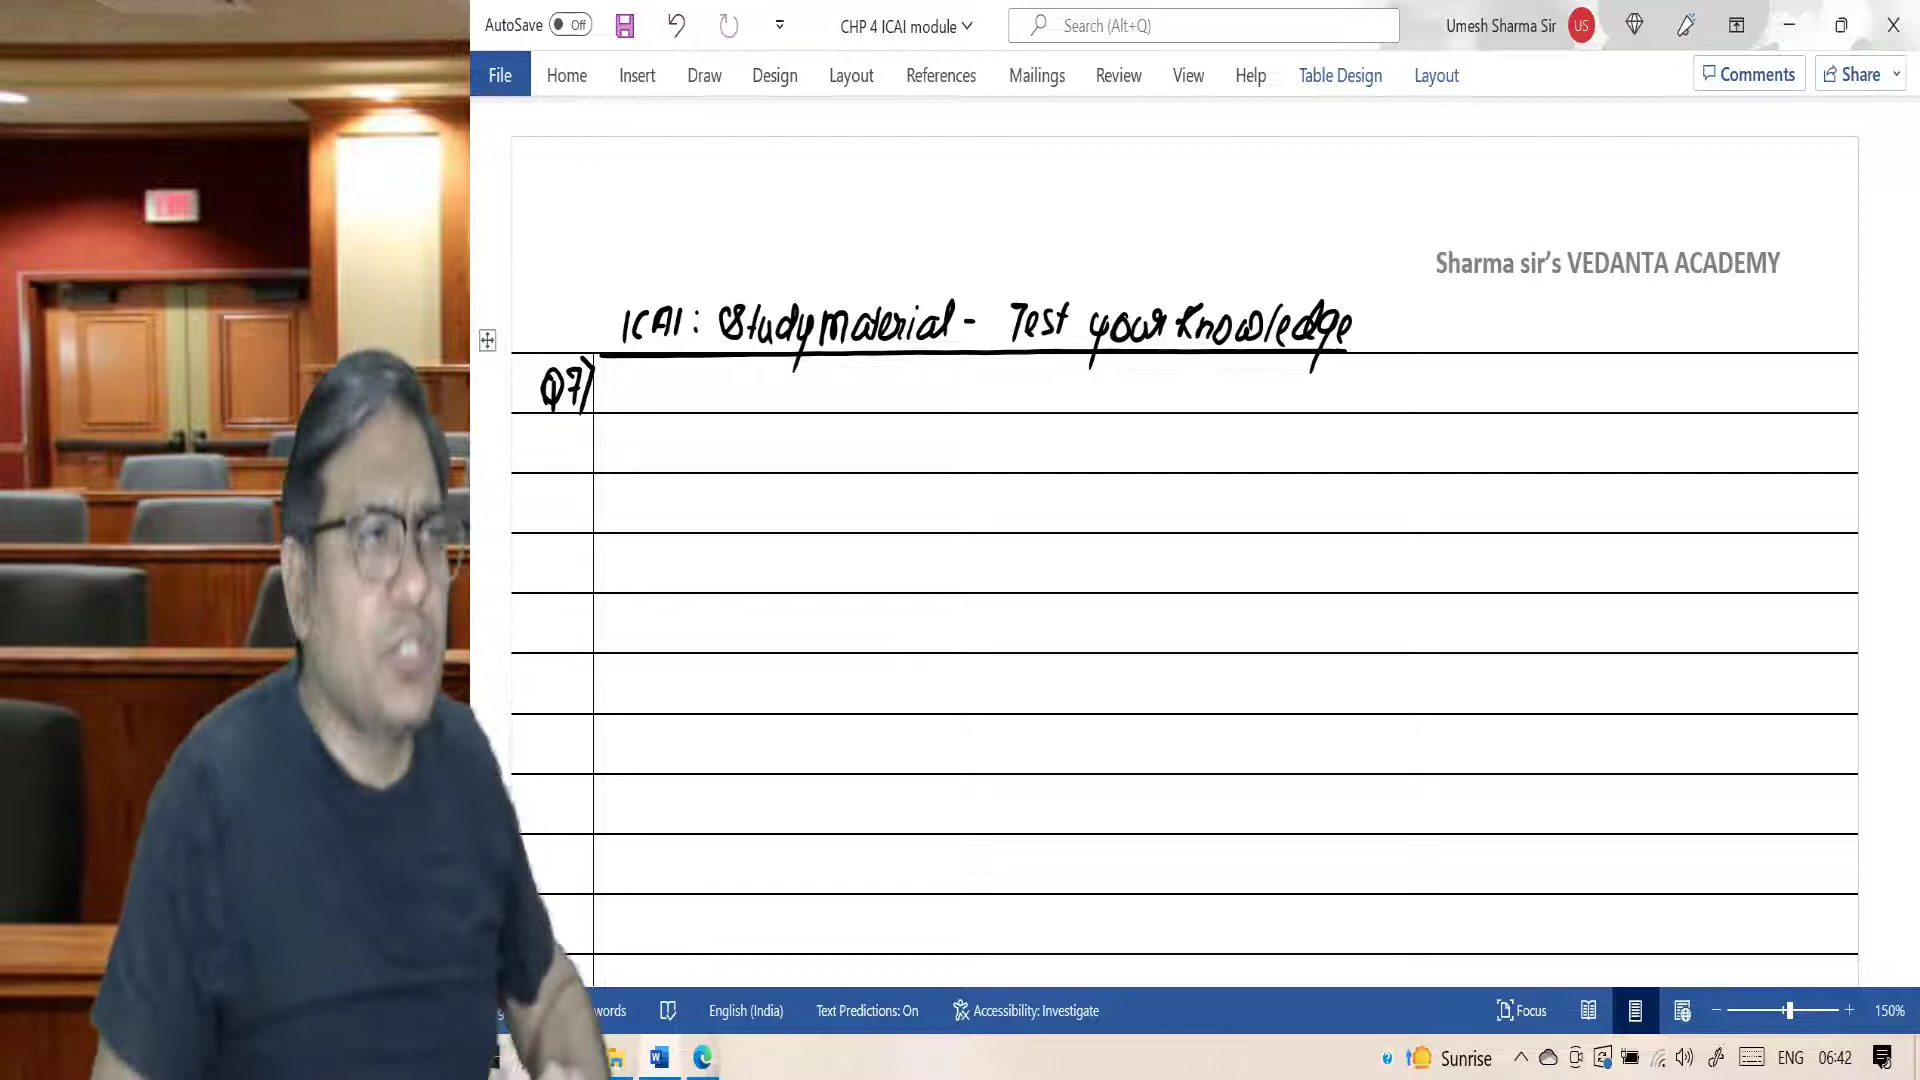 AutoSave Off CHP 4 ICAI module Search (Alt+Q) Umesh Sharma Sir US
File Home Insert Draw Design Layout References Mailings Review View Help Table Design Layout Comments Share
EXIT
Sharma sir's VEDANTA ACADEMY
ICAI: Study Material - Test your Knowledge
Q7)
words English (India) Text Predictions: On Accessibility: Investigate Focus 150%
Sunrise ENG 06:42